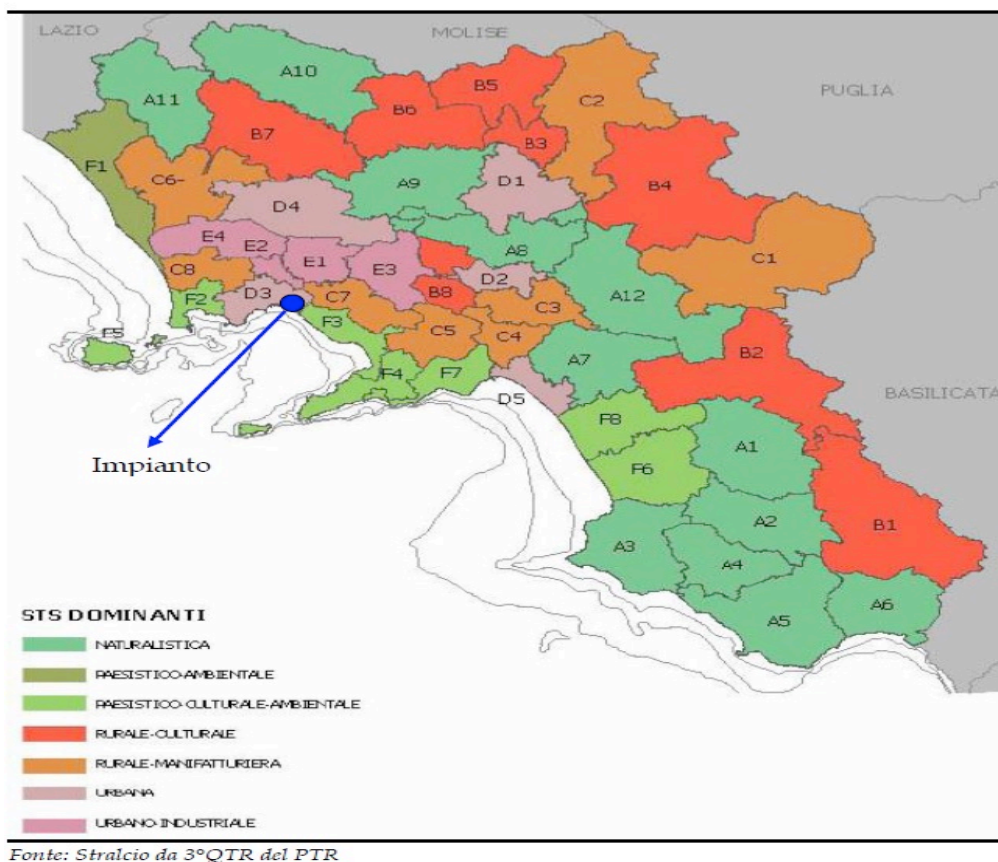 LAZIO
MOLISE
PUGLIA
BASILICATA
A10
A11
B5
B6
C2
B7
B3
F1
C6-
A9
D1
B4
D4
E4
E2
A8
C1
E1
E3
C8
D2
A12
F2
D3
C7
B8
C3
F3
F5
C5
C4
A7
B2
F4
F7
D5
F8
A1
F6
A2
B1
A3
A4
A5
A6
Impianto
STS DOMINANTI
NATURALISTICA
PAESISTICO-AMBIENTALE
PAESISTICO-CULTURALE-AMBIENTALE
RURALE-CULTURALE
RURALE-MANIFATTURIERA
URBANA
URBANO-INDUSTRIALE
Fonte: Stralcio da 3°QTR del PTR